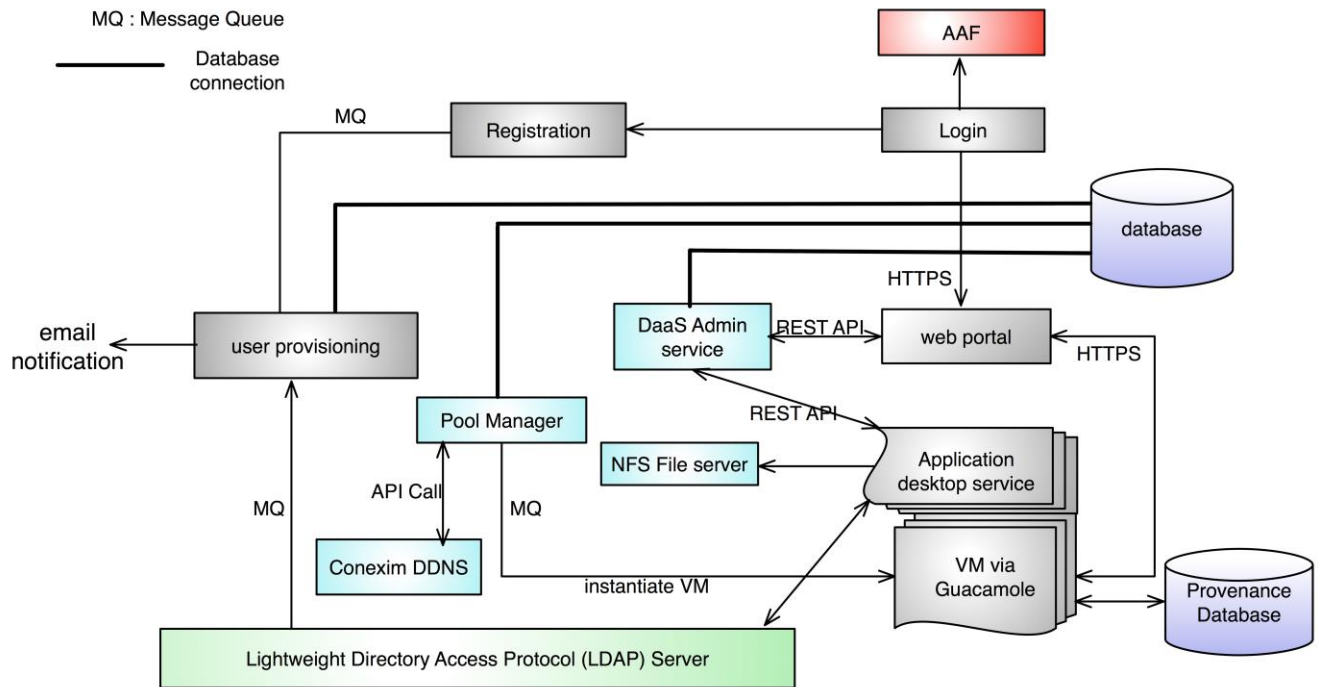 MQ : Message Queue
Database
connection
AAF
MQ
Registration
Login
database
HTTPS
email
notification
user provisioning
DaaS Admin
service
REST API
web portal
HTTPS
Pool Manager
REST API
NFS File server
Application
desktop service
API Call
MQ
MQ
Conexim DDNS
instantiate VM
VM via
Guacamole
Provenance
Database
Lightweight Directory Access Protocol (LDAP) Server